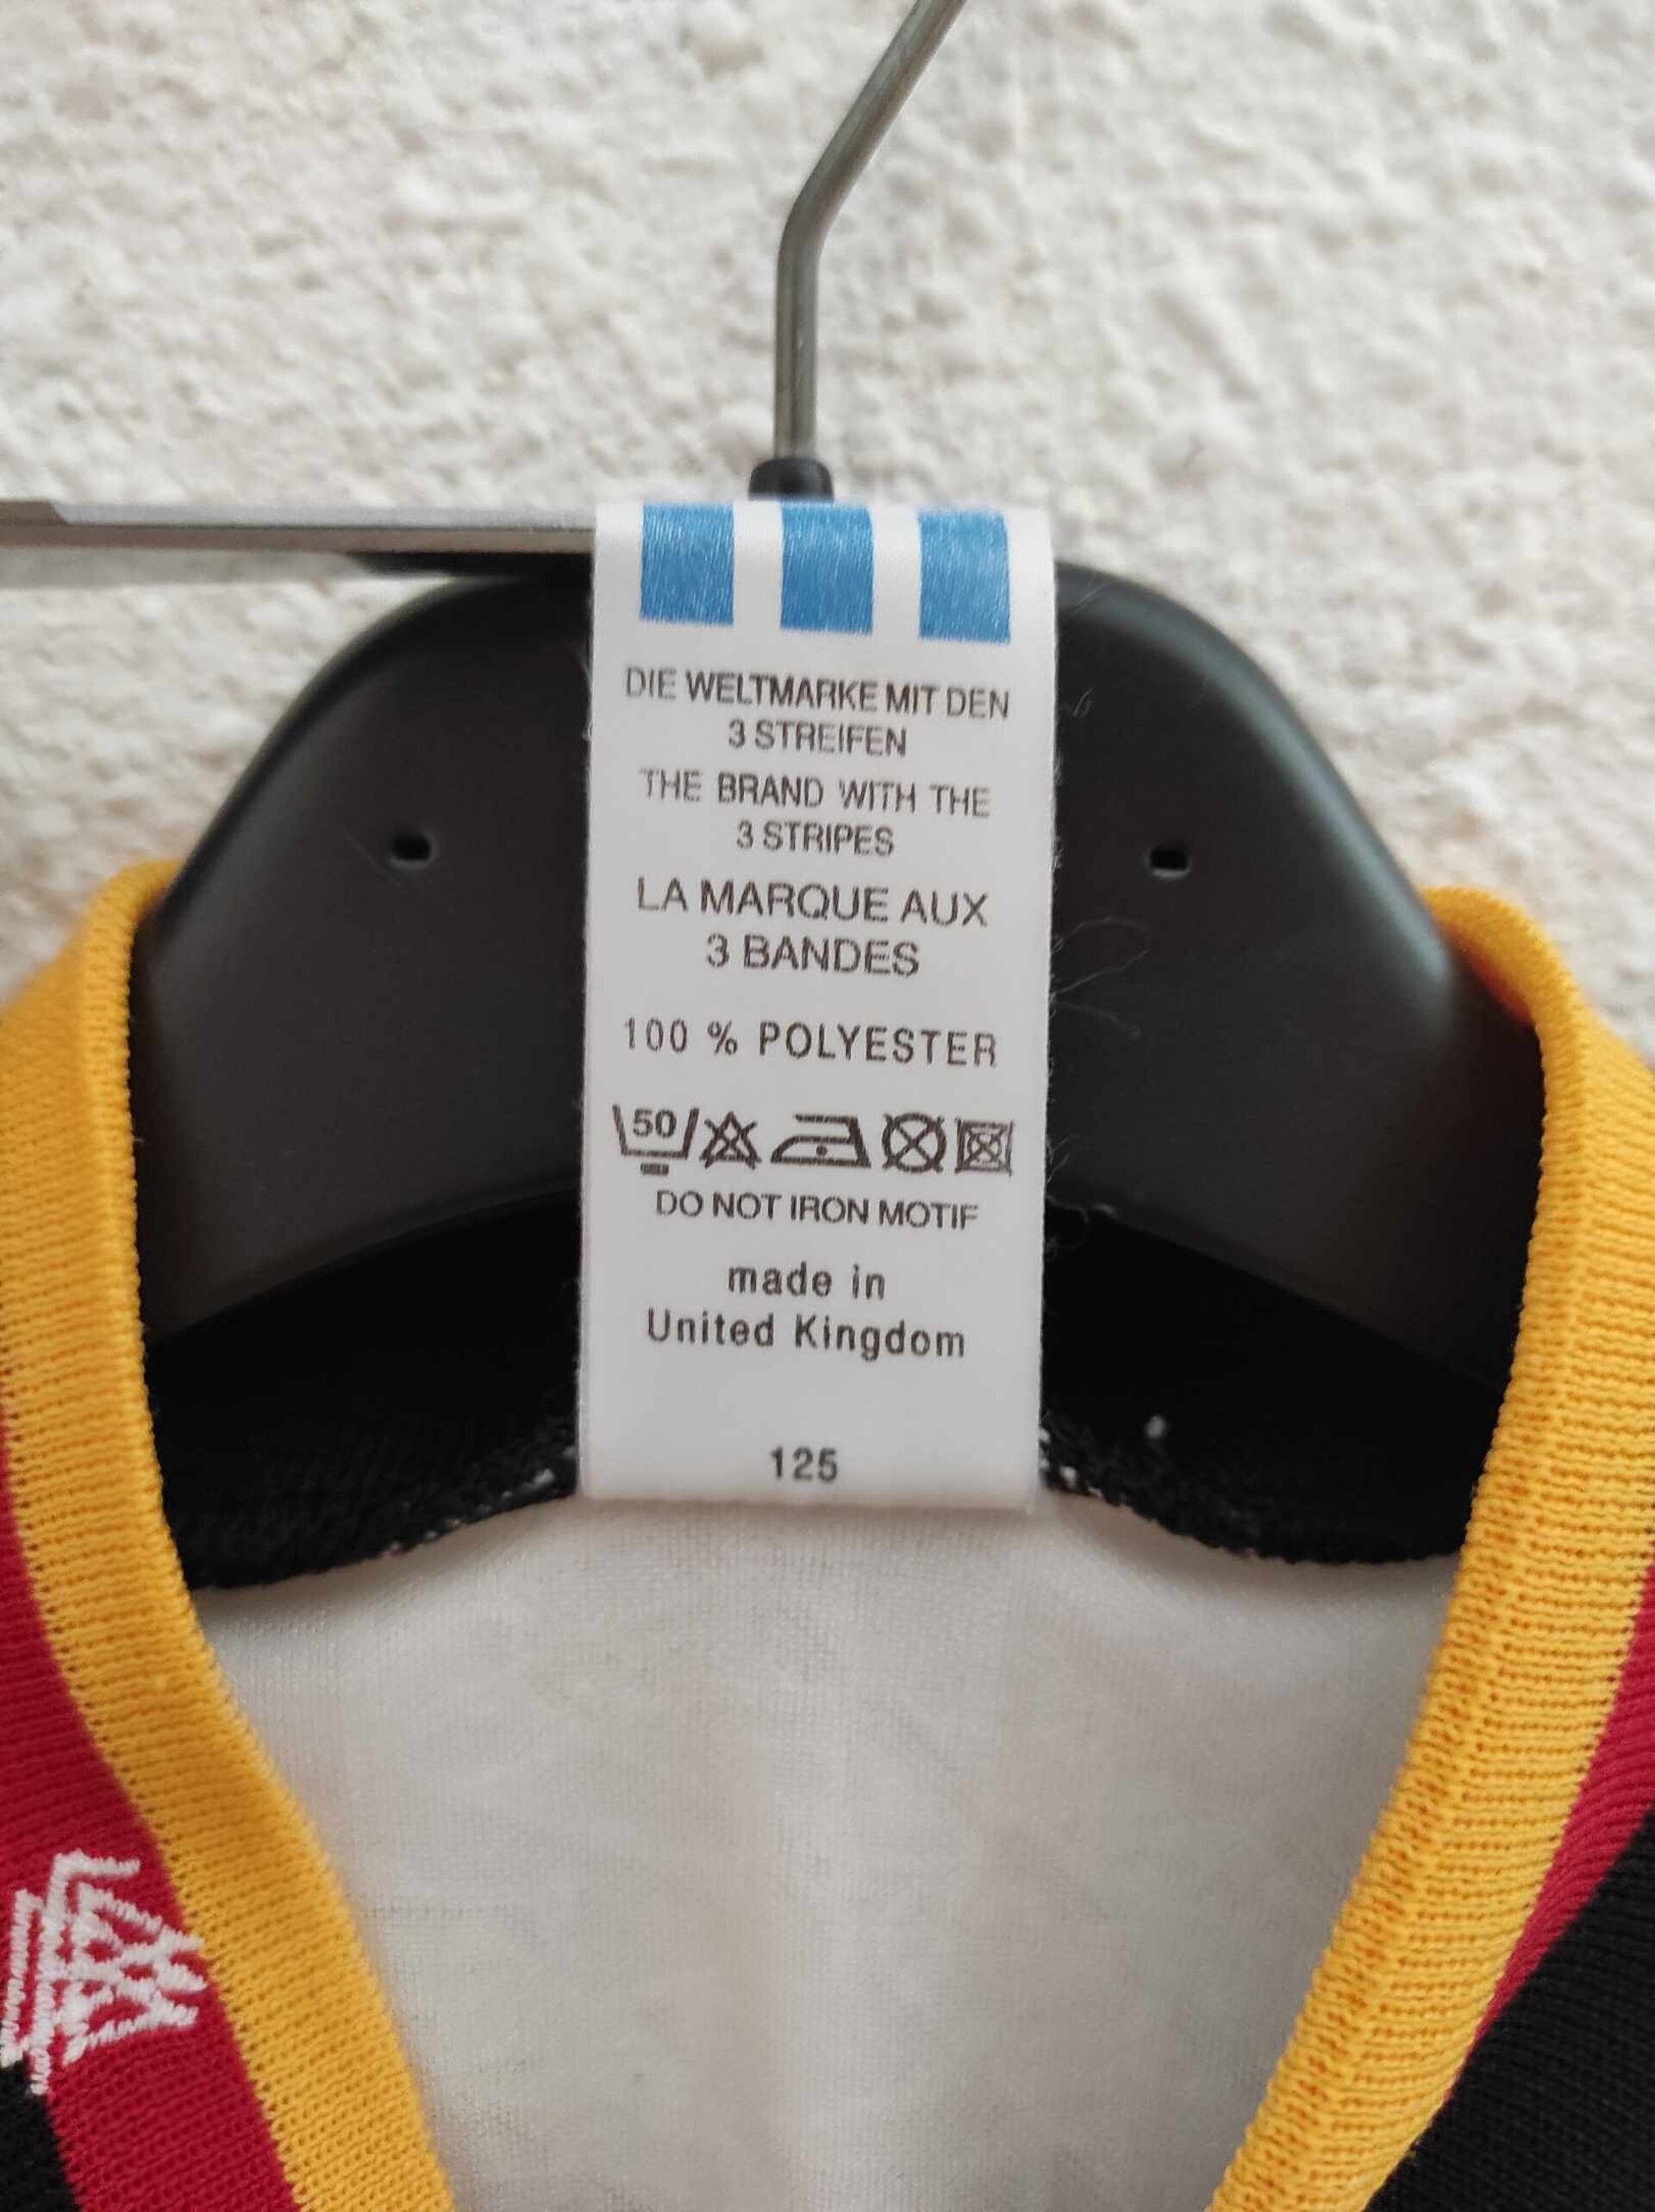 DIE WELTMARKE MIT DEN
3 STREIFEN
THE BRAND WITH THE
3 STRIPES
LA MARQUE AUX
3 BANDES
100 % POLYESTER
50
DO NOT IRON MOTIF
made in
United Kingdom
125